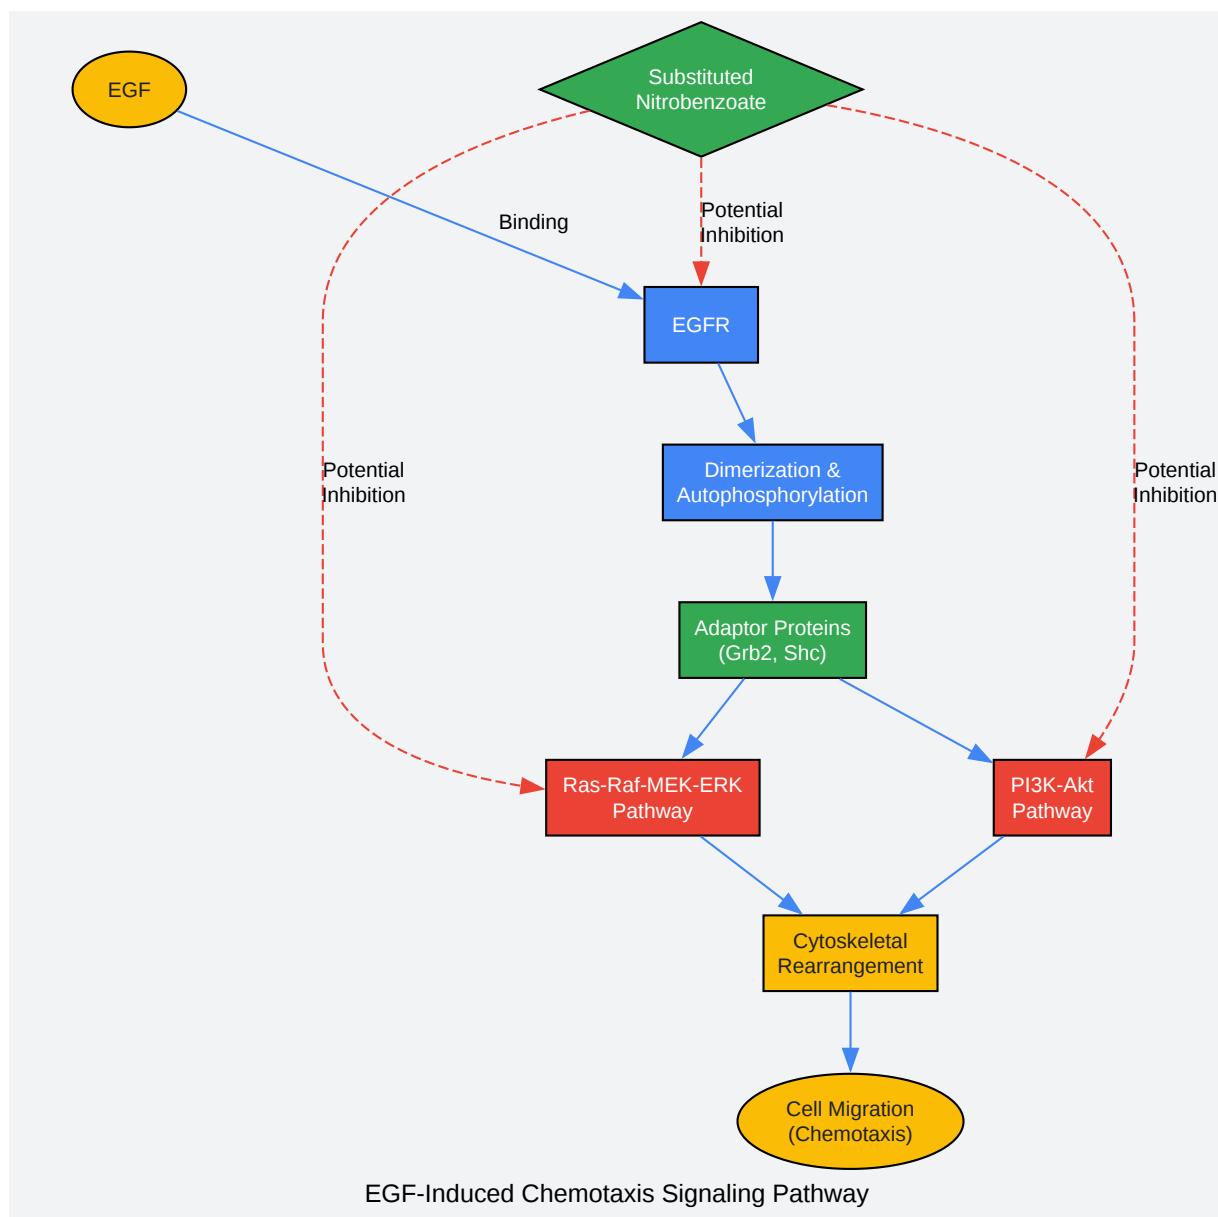 EGF
Substituted
Nitrobenzoate
Binding
Potential
Inhibition
EGFR
Potential
Inhibition
Dimerization &
Autophosphorylation
Potential
Inhibition
Adaptor Proteins
(Grb2, Shc)
Ras-Raf-MEK-ERK
Pathway
PI3K-Akt
Pathway
Cytoskeletal
Rearrangement
Cell Migration
(Chemotaxis)
EGF-Induced Chemotaxis Signaling Pathway